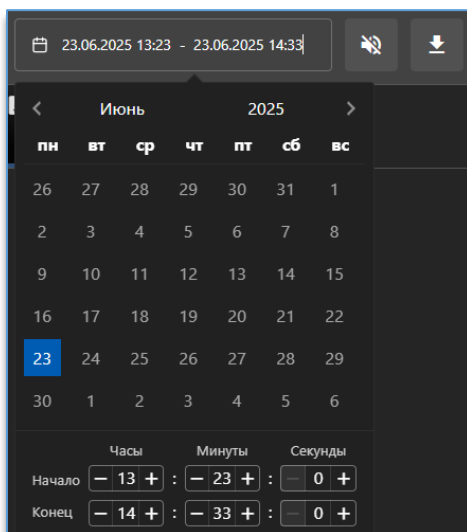 23.06.2025 13:23 - 23.06.2025 14:33
Июнь 2025
пн вт ср чт пт сб вс
26 27 28 29 30 31 1
2 3 4 5 6 7 8
9 10 11 12 13 14 15
16 17 18 19 20 21 22
23 24 25 26 27 28 29
30 1 2 3 4 5 6
Часы Минуты Секунды
Начало − 13 + : − 23 + : − 0 +
Конец − 14 + : − 33 + : − 0 +